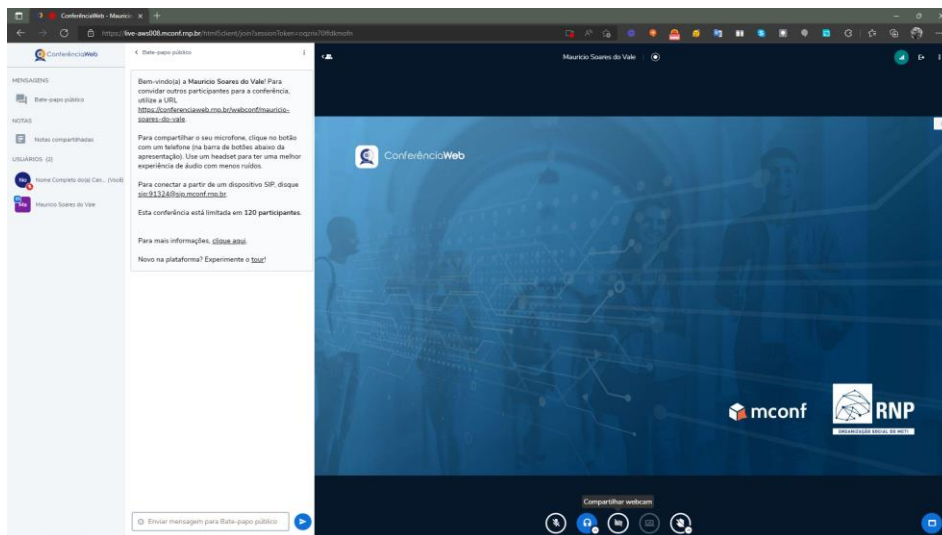 ConferênciaWeb - Mauríci
https://live-aws008.mconf.rnp.br/html5client/join?sessionToken=
ConferênciaWeb
MENSAGENS
Bate-papo público
NOTAS
Notas compartilhadas
USUÁRIOS (2)
No
Nome Completo do(a) Can... (Você)
Ma
Mauricio Soares do Vale
Bate-papo público
Bem-vindo(a) a Mauricio Soares do Vale! Para
convidar outros participantes para a conferência,
utilize a URL
https://conferenciaweb.rnp.br/webconf/mauricio-
soares-do-vale.
Para compartilhar o seu microfone, clique no botão
com um telefone (na barra de botões abaixo da
apresentação). Use um headset para ter uma melhor
experiência de áudio com menos ruídos.
Para conectar a partir de um dispositivo SIP, disque
sip:91324@sip.mconf.rnp.br.
Esta conferência está limitada em 120 participantes.
Para mais informações, clique aqui.
Novo na plataforma? Experimente o tour!
Enviar mensagem para Bate-papo público
Mauricio Soares do Vale
ConferênciaWeb
mconf
RNP
ORGANIZAÇÃO SOCIAL DO MCTI
Compartilhar webcam